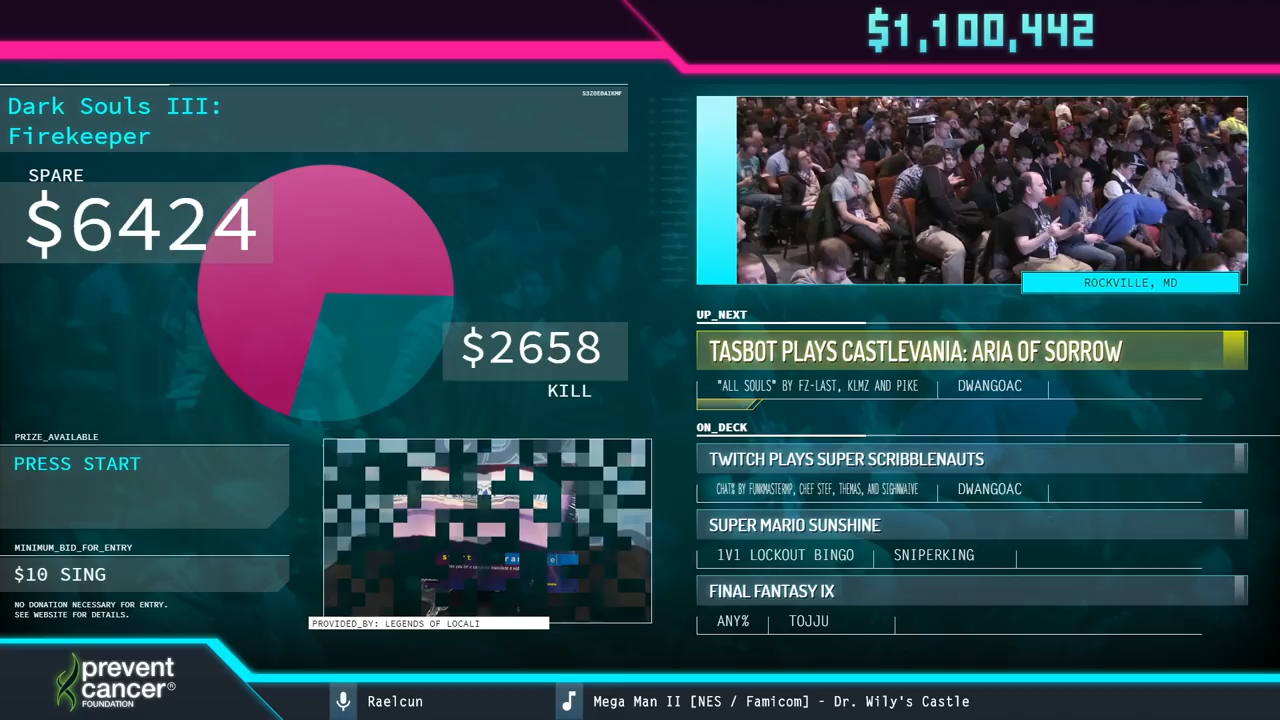 $1,100,442
Dark Souls III:
Firekeeper
SPARE
$6424
$2658
KILL
PRIZE_AVAILABLE
PRESS START
MINIMUM_BID_FOR_ENTRY
$10 SING
NO DONATION NECESSARY FOR ENTRY.
SEE WEBSITE FOR DETAILS.
PROVIDED_BY: LEGENDS OF LOCALI
ROCKVILLE, MD
UP_NEXT
TASBOT PLAYS CASTLEVANIA: ARIA OF SORROW
"ALL SOULS" BY FZ-LAST, KLMZ AND PIKE DWANGOAC
ON_DECK
TWITCH PLAYS SUPER SCRIBBLENAUTS
CHAT% BY FUNKMASTERMP, CHEF STEF, THEMAS, AND SIGHNWAIVE DWANGOAC
SUPER MARIO SUNSHINE
1V1 LOCKOUT BINGO SNIPERKING
FINAL FANTASY IX
ANY% TOJJU
prevent
cancer®
FOUNDATION
Raelcun
Mega Man II [NES / Famicom] - Dr. Wily's Castle